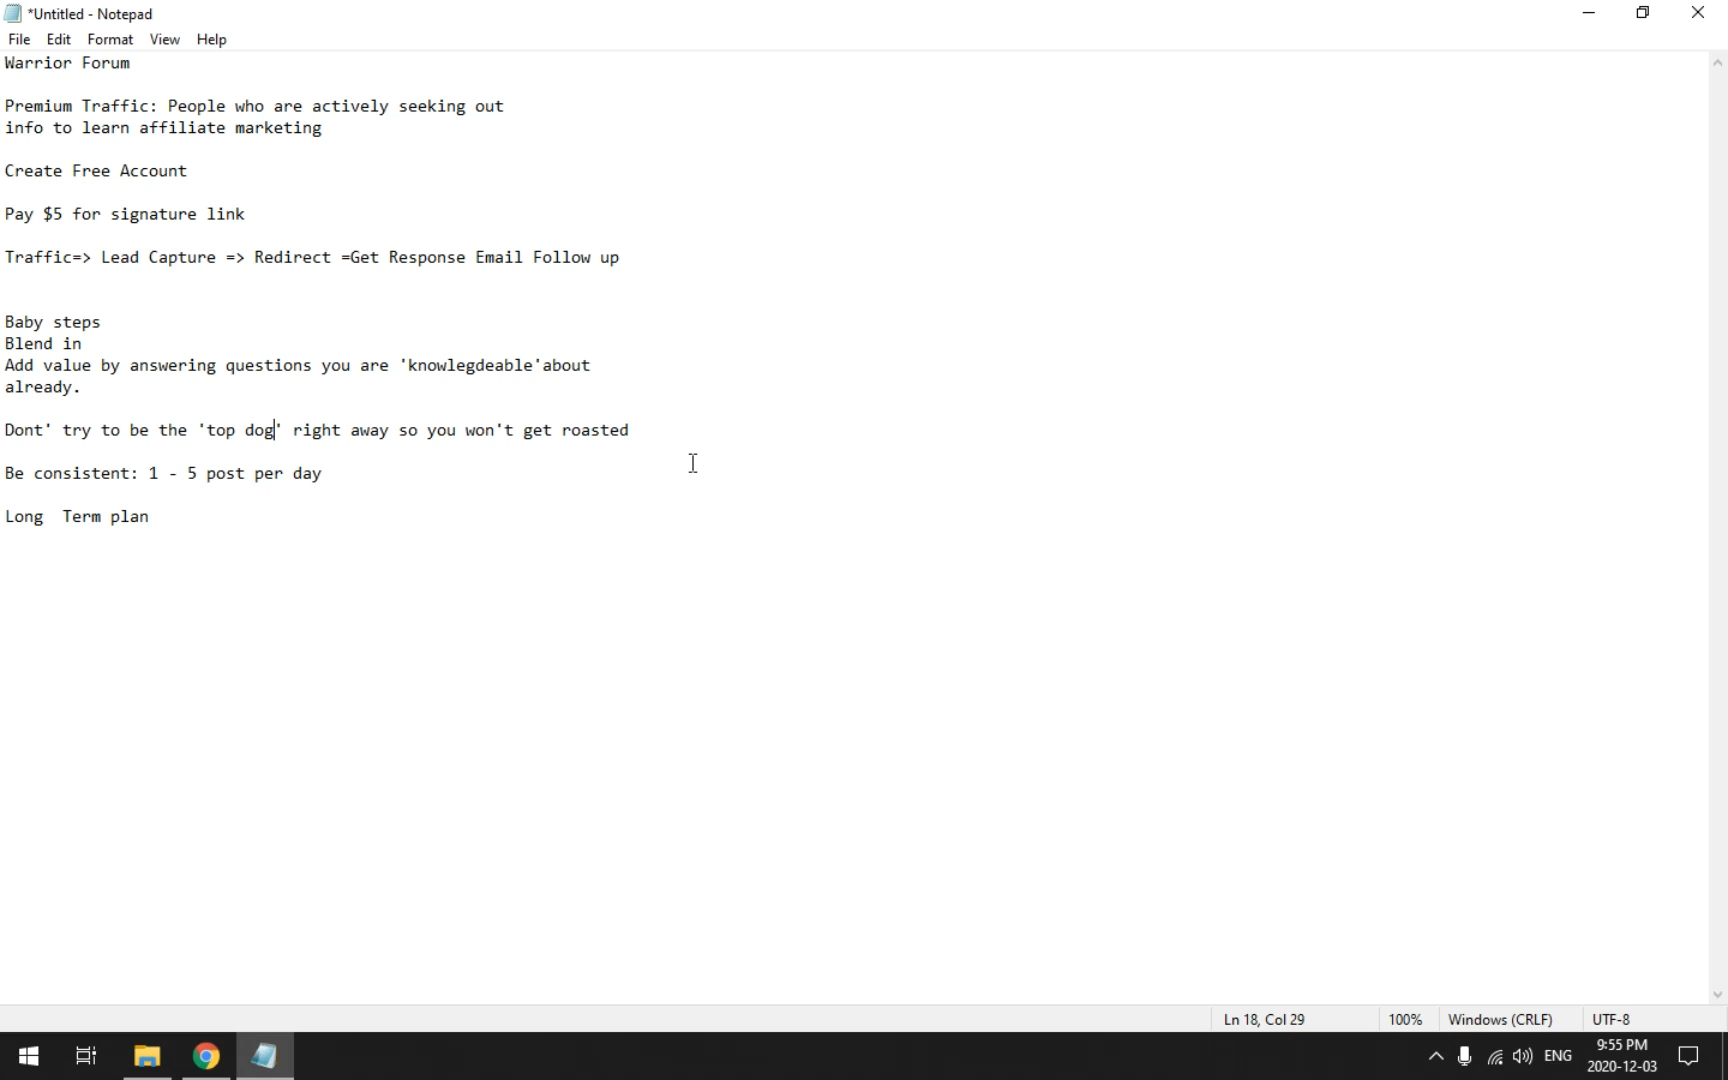 *Untitled - Notepad
File Edit Format View Help
Warrior Forum
Premium Traffic: People who are actively seeking out
info to learn affiliate marketing
Create Free Account
Pay $5 for signature link
Traffic=> Lead Capture => Redirect =Get Response Email Follow up
Baby steps
Blend in
Add value by answering questions you are 'knowlegdeable'about
already.
Dont' try to be the 'top dog' right away so you won't get roasted
Be consistent: 1 - 5 post per day
Long  Term plan
Ln 18, Col 29 100% Windows (CRLF) UTF-8
ENG
9:55 PM
2020-12-03